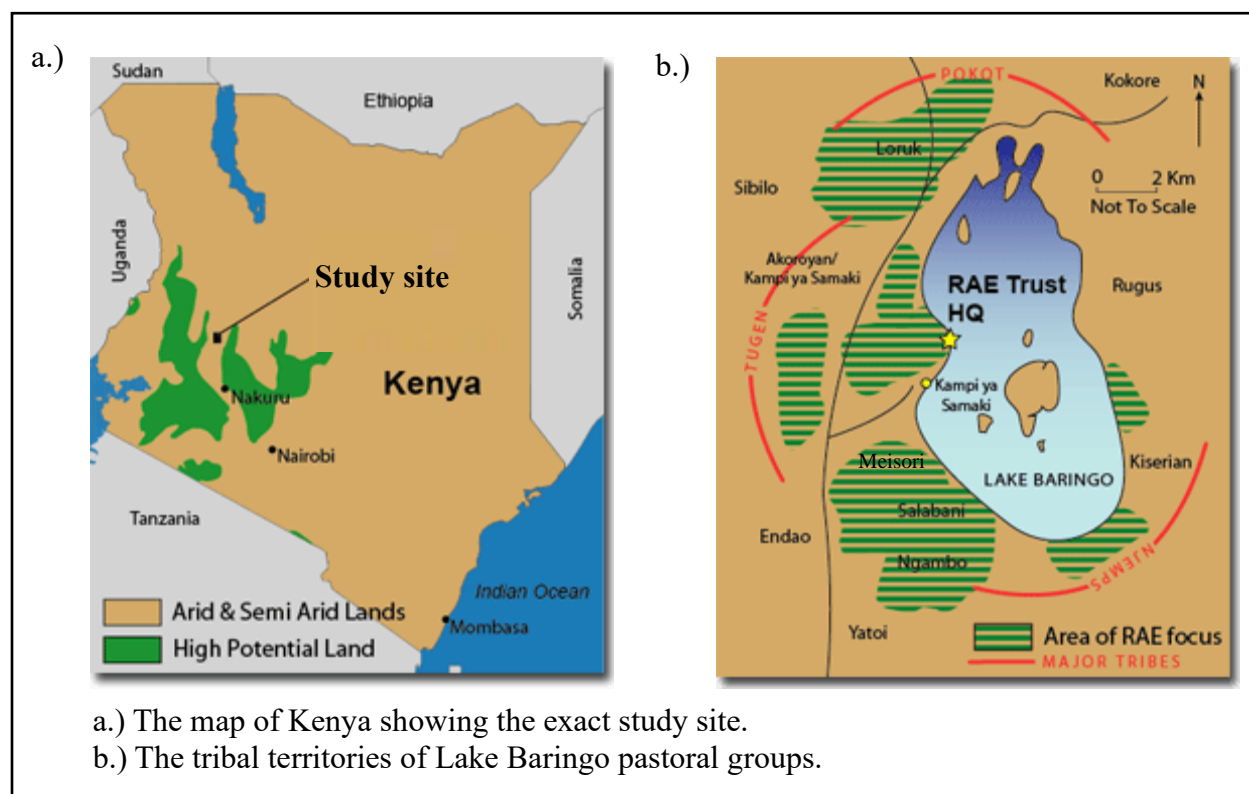 a.)
Sudan
Ethiopia
Uganda
Somalia
Study site
Kenya
Nakuru
Nairobi
Tanzania
Indian Ocean
Mombasa
Arid & Semi Arid Lands
High Potential Land
b.)
POKOT
Kokore
N
Loruk
Sibilo
0 2 Km
Not To Scale
Akoroyan/
Kampi ya Samaki
TUGEN
RAE Trust
HQ
Rugus
Kampi ya
Samaki
Meisori
Kiserian
LAKE BARINGO
Salabani
Endao
Ngambo
NJEMPS
Yatoi
Area of RAE focus
MAJOR TRIBES
a.) The map of Kenya showing the exact study site.
b.) The tribal territories of Lake Baringo pastoral groups.